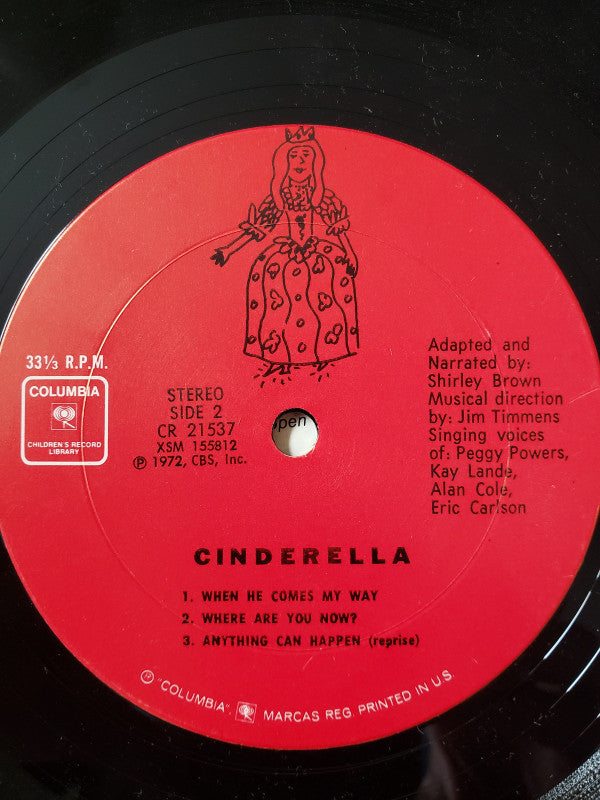 33⅓ R.P.M.
COLUMBIA
CHILDREN'S RECORD
LIBRARY
STEREO
SIDE 2
CR 21537
XSM 155812
Ⓟ 1972, CBS, Inc.
pen
Adapted and
Narrated by:
Shirley Brown
Musical direction
by: Jim Timmens
Singing voices
of: Peggy Powers,
Kay Lande,
Alan Cole,
Eric Carlson
CINDERELLA
1. WHEN HE COMES MY WAY
2. WHERE ARE YOU NOW?
3. ANYTHING CAN HAPPEN (reprise)
Ⓟ "COLUMBIA", MARCAS REG. PRINTED IN U.S.